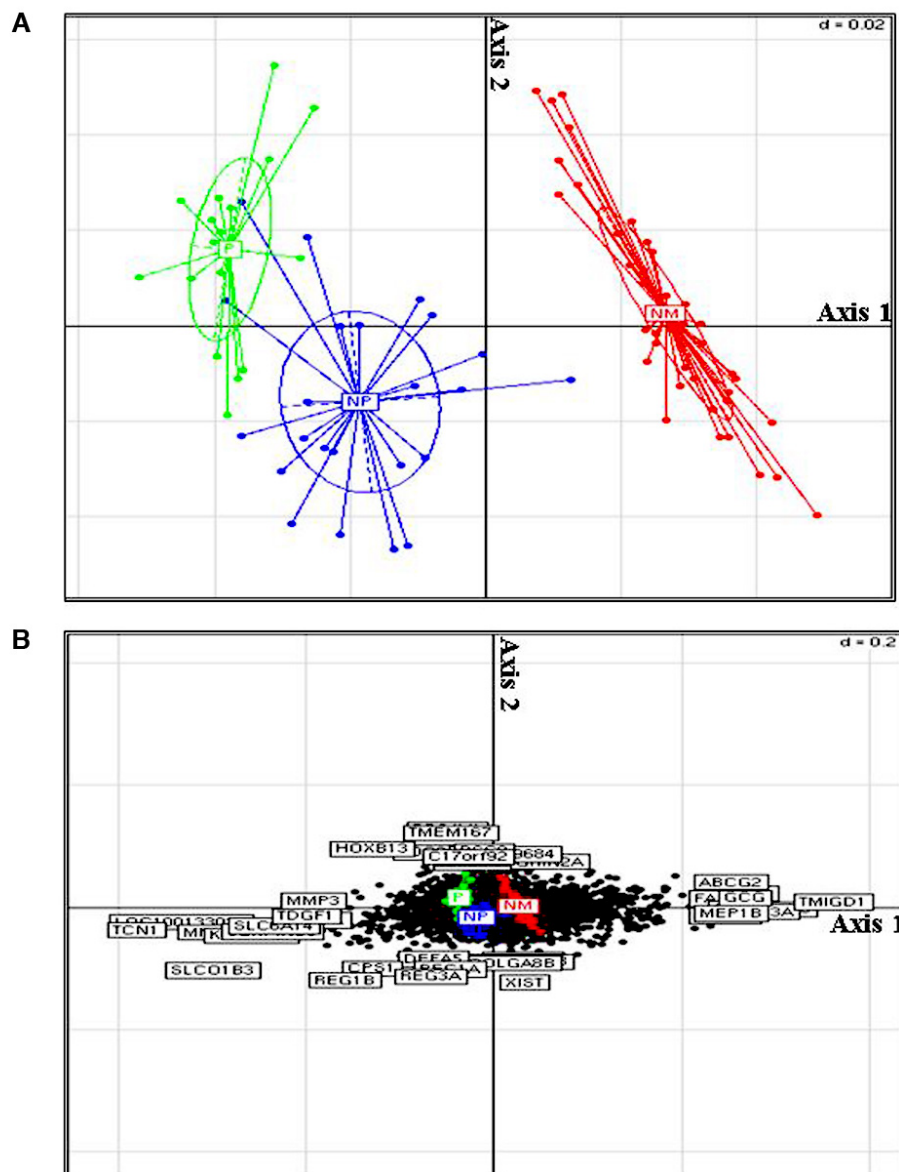 A
d = 0.02
Axis 2
P
Axis 1
NM
NP
B
d = 0.2
Axis 2
TMEM167
HOXB13
C17orf92
ABCG2
MMP3
P
NM
GCG
TMIGD1
TDGF1
NP
MEP1B
Axis 1
TCN1
SLC6A14
SLCO1B3
CPS1
REG1B
REG3A
XIST